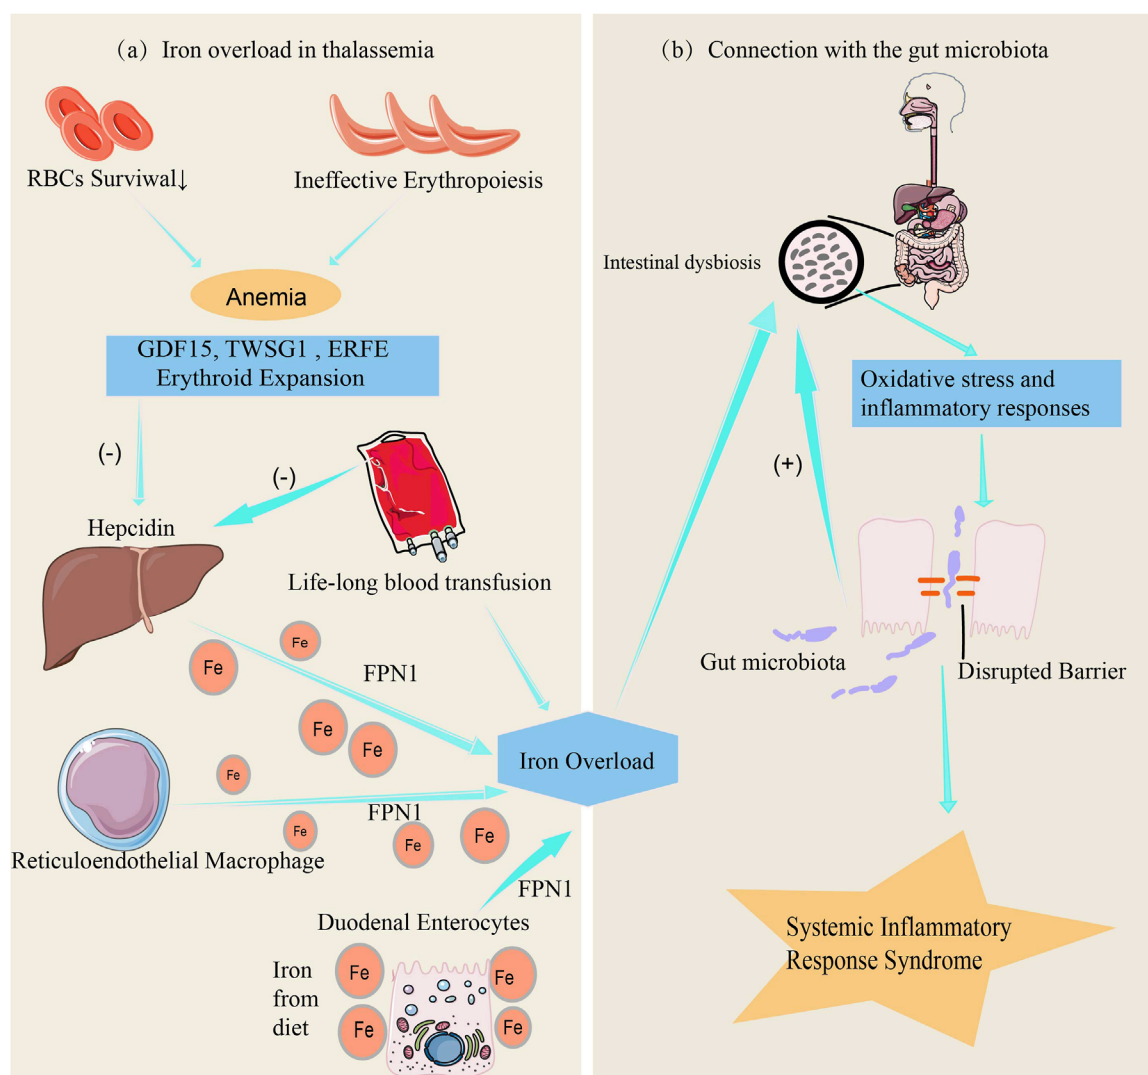 (a) Iron overload in thalassemia
RBCs Surviwal↓
Ineffective Erythropoiesis
Anemia
GDF15, TWSG1 , ERFE
Erythroid Expansion
(-)
(-)
Hepcidin
Life-long blood transfusion
Fe
Fe
FPN1
Fe
Fe
Iron Overload
Fe
FPN1
Fe
Fe
Fe
Reticuloendothelial Macrophage
FPN1
Duodenal Enterocytes
Iron
from
diet
Fe
Fe
Fe
Fe
(b) Connection with the gut microbiota
Intestinal dysbiosis
Oxidative stress and
inflammatory responses
(+)
Gut microbiota
Disrupted Barrier
Systemic Inflammatory
Response Syndrome